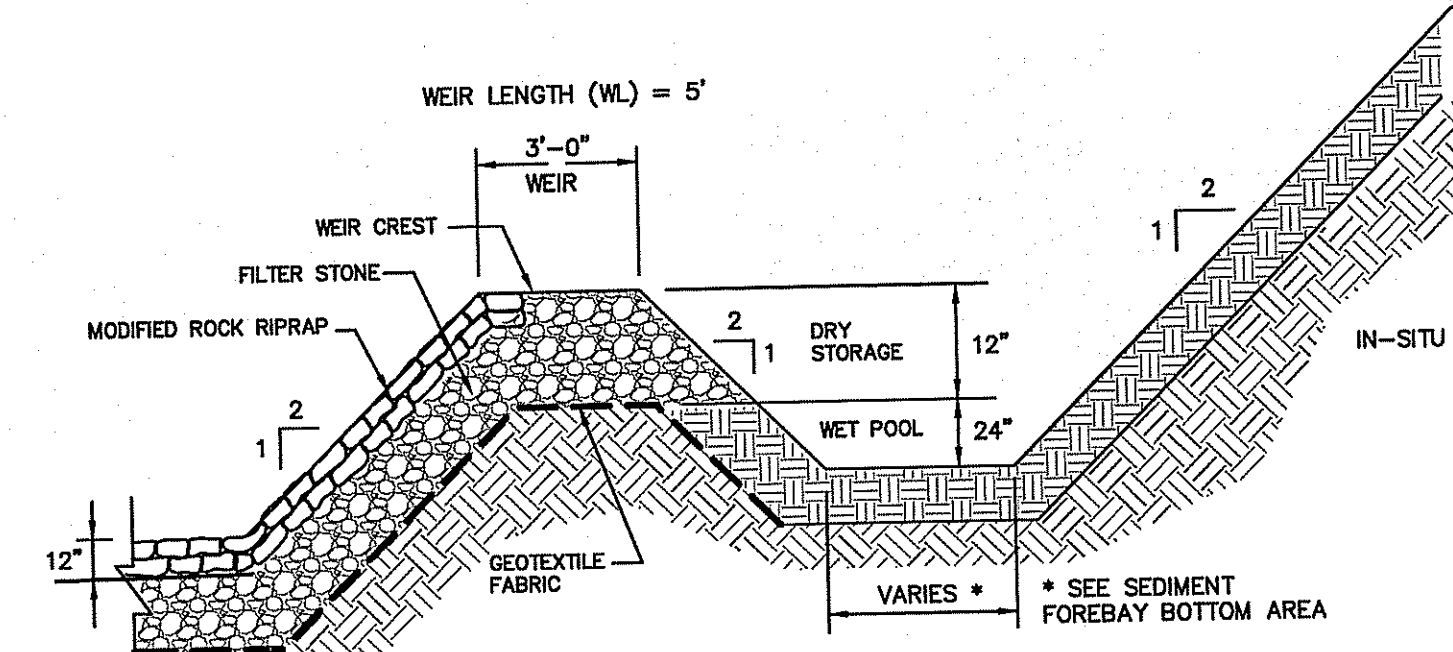 WEIR LENGTH (WL) = 5'
3'-0"
WEIR
WEIR CREST
FILTER STONE
MODIFIED ROCK RIPRAP
2
1
2
1
DRY
STORAGE
12"
2
1
IN-SITU
WET POOL
24"
12"
GEOTEXTILE
FABRIC
VARIES *
* SEE SEDIMENT
FOREBAY BOTTOM AREA